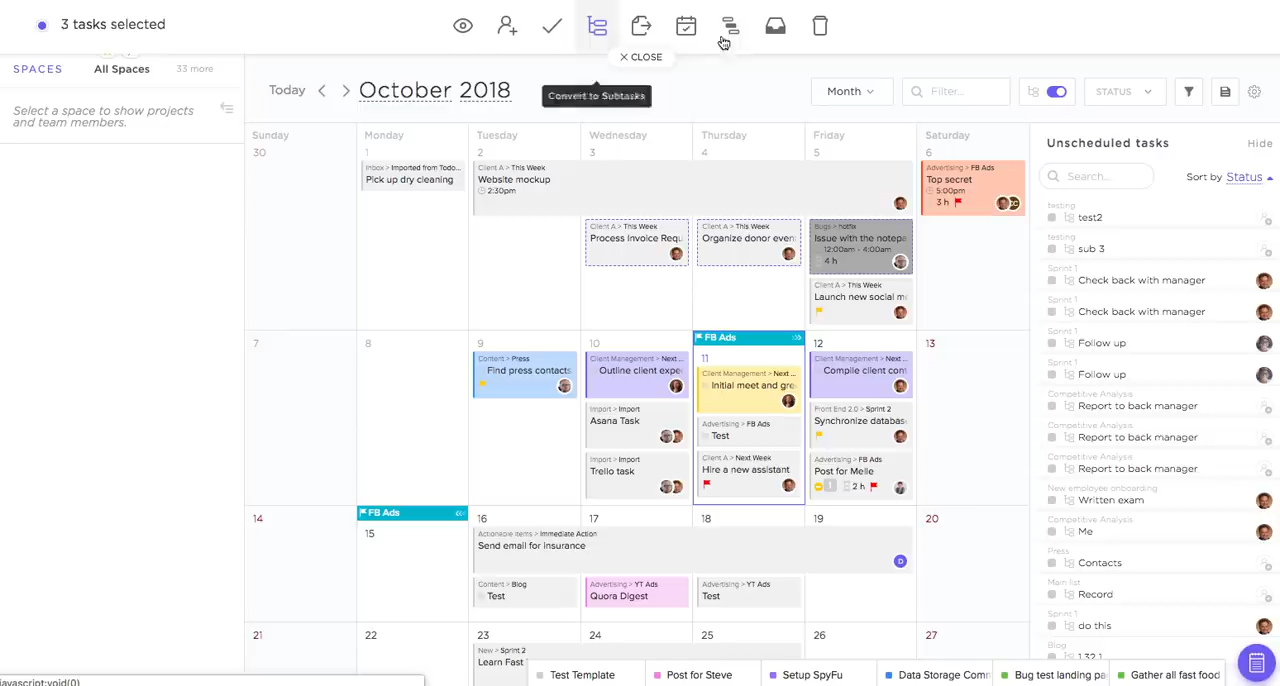 3 tasks selected
✕ CLOSE
Convert to Subtasks
SPACES All Spaces 33 more
Select a space to show projects
and team members.
Today October 2018
Month
Filter...
STATUS
Sunday Monday Tuesday Wednesday Thursday Friday Saturday
30 1 2 3 4 5 6
Inbox > Imported from Todo...
Pick up dry cleaning
Client A > This Week
Website mockup
2:30pm
Advertising > FB Ads
Top secret
5:00pm
3 h
Client A > This Week
Process Invoice Requ
Client A > This Week
Organize donor even
Bugs > hotfix
Issue with the notepa
12:00am - 4:00am
4 h
Client A > This Week
Launch new social m
7 8 9 10 11 12 13
FB Ads
Content > Press
Find press contacts
Client Management > Next ...
Outline client expe
Import > Import
Asana Task
Import > Import
Trello task
Client Management > Next ...
Initial meet and gre
Advertising > FB Ads
Test
Client A > Next Week
Hire a new assistant
Client Management > Next ...
Compile client con
Front End 2.0 > Sprint 2
Synchronize databas
Advertising > FB Ads
Post for Melle
1 2 h
14 15 16 17 18 19 20
FB Ads
Actionable items > Immediate Action
Send email for insurance
D
Content > Blog
Test
Advertising > YT Ads
Quora Digest
Advertising > YT Ads
Test
21 22 23 24 25 26 27
New > Sprint 2
Learn Fast
Unscheduled tasks Hide
Search...
Sort by Status
testing
test2
testing
sub 3
Sprint 1
Check back with manager
Sprint 1
Check back with manager
Sprint 1
Follow up
Sprint 1
Follow up
Competitive Analysis
Report to back manager
Competitive Analysis
Report to back manager
Competitive Analysis
Report to back manager
New employee onboarding
Written exam
Competitive Analysis
Me
Press
Contacts
Main list
Record
Sprint 1
do this
Blog
1.32.1
Test Template
Post for Steve
Setup SpyFu
Data Storage Com
Bug test landing pa
Gather all fast food
javascript:void(0)